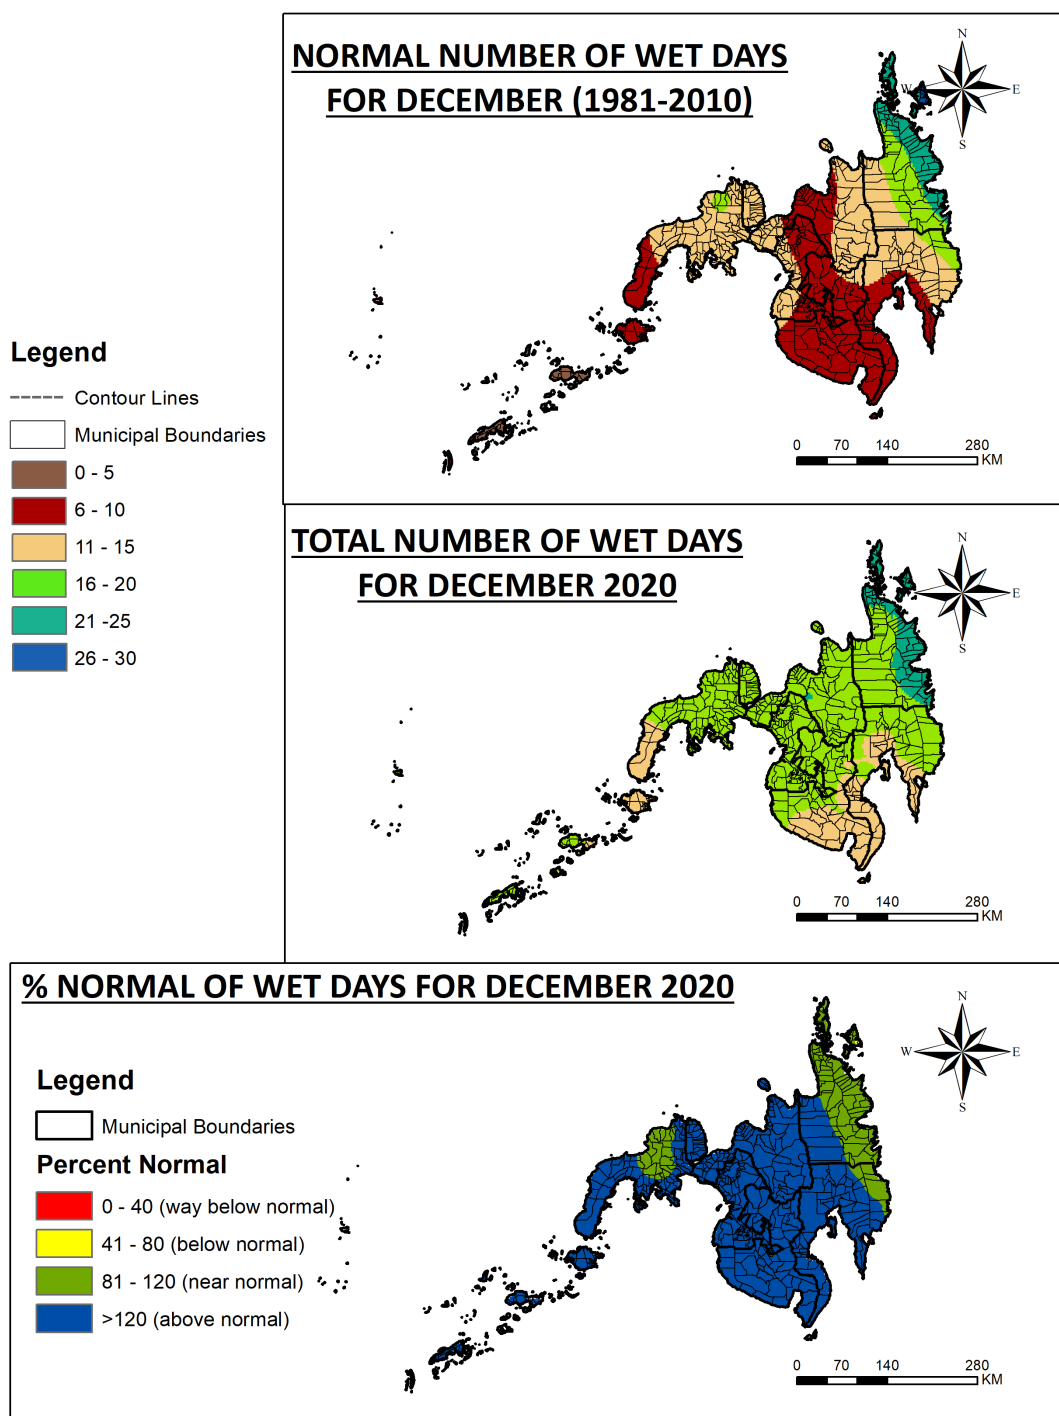 NORMAL NUMBER OF WET DAYS
FOR DECEMBER (1981-2010)
N
W
E
S
Legend
Contour Lines
Municipal Boundaries
0 - 5
6 - 10
11 - 15
16 - 20
21 -25
26 - 30
0 70 140 280
KM
TOTAL NUMBER OF WET DAYS
FOR DECEMBER 2020
N
W
E
S
0 70 140 280
KM
% NORMAL OF WET DAYS FOR DECEMBER 2020
N
W
E
S
Legend
Municipal Boundaries
Percent Normal
0 - 40 (way below normal)
41 - 80 (below normal)
81 - 120 (near normal)
>120 (above normal)
0 70 140 280
KM